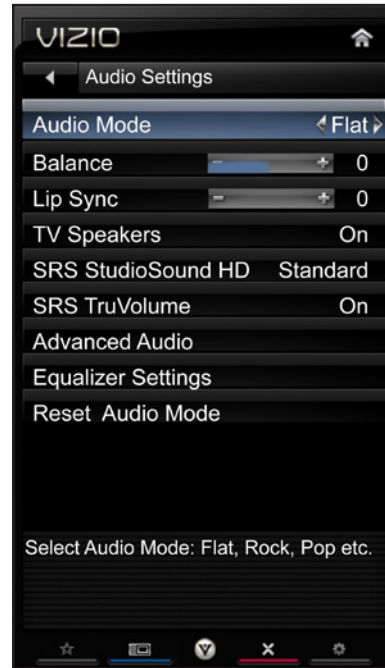 VIZIO
Audio Settings
Audio Mode Flat
Balance - + 0
Lip Sync - + 0
TV Speakers On
SRS StudioSound HD Standard
SRS TruVolume On
Advanced Audio
Equalizer Settings
Reset Audio Mode
Select Audio Mode: Flat, Rock, Pop etc.
V